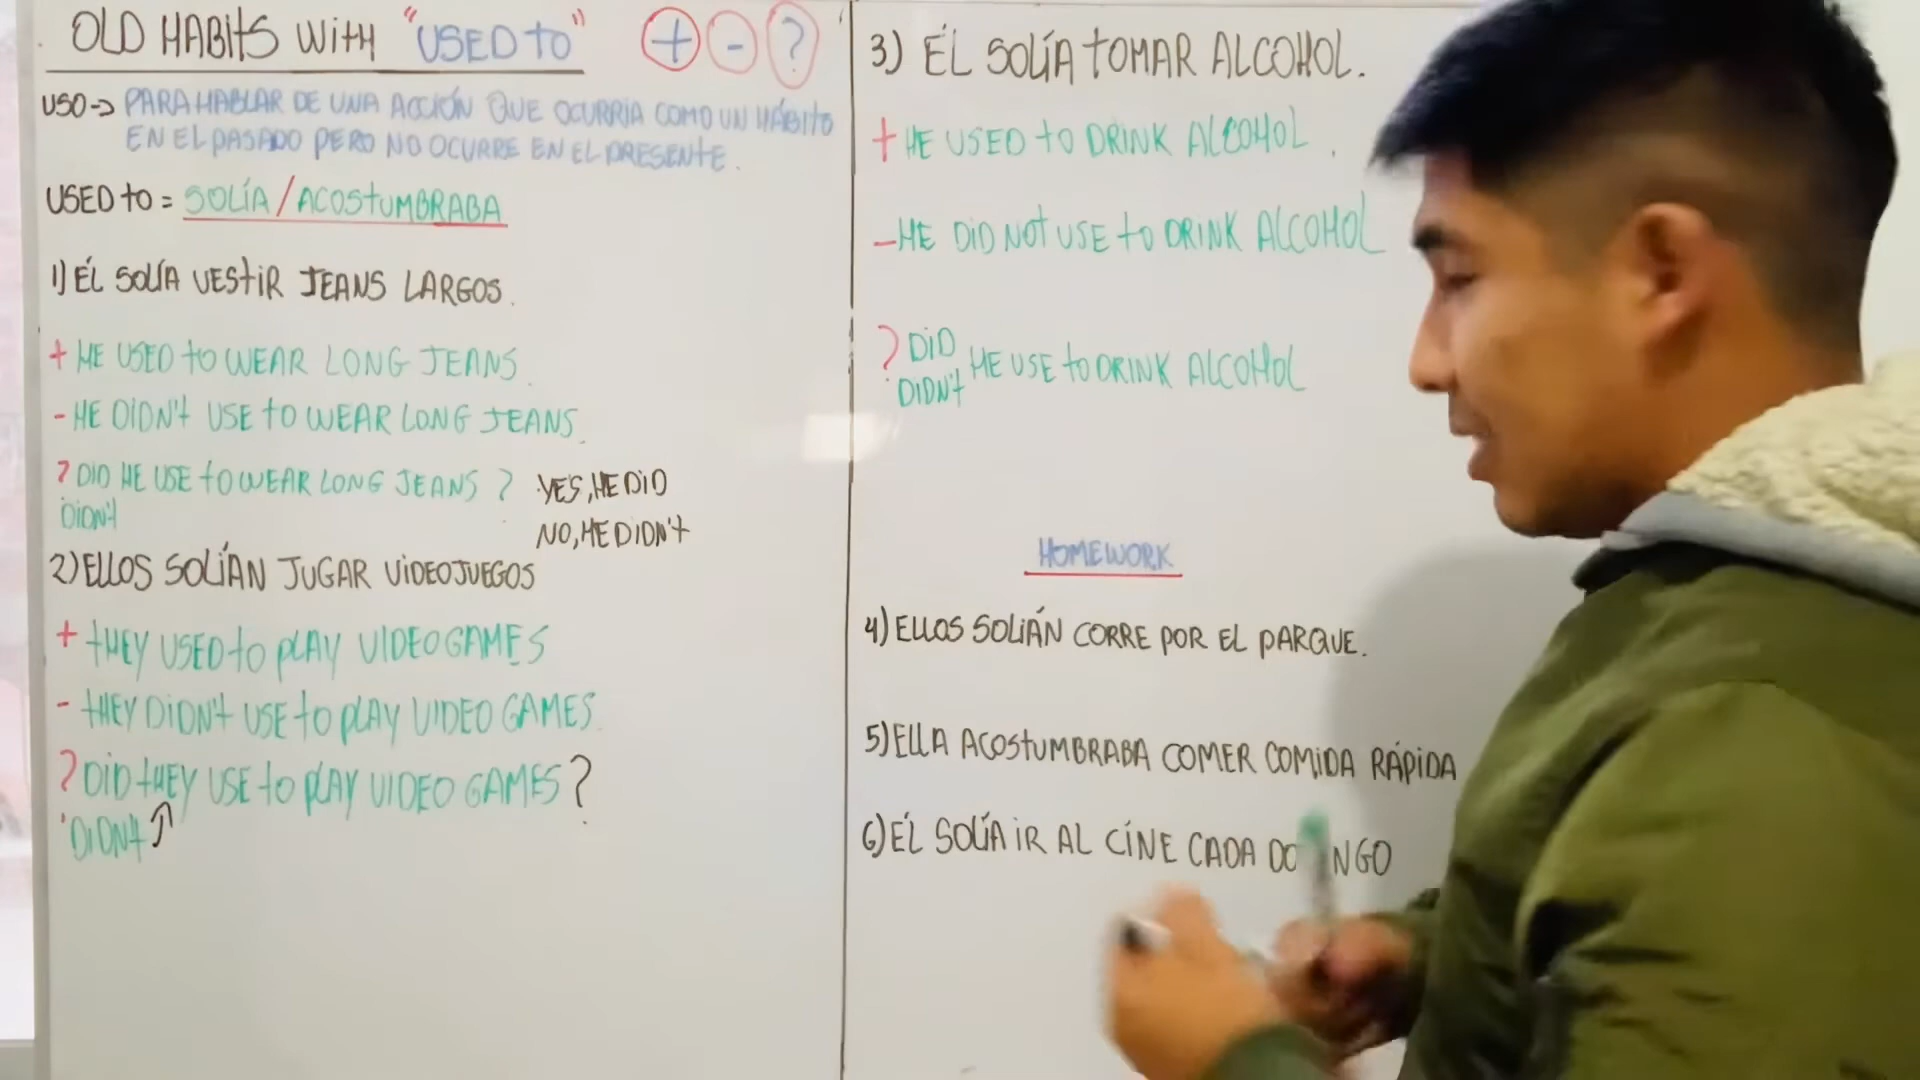 OLD HABITS WITH "USED TO" + - ?
USO → PARA HABLAR DE UNA ACCIÓN QUE OCURRIA COMO UN HÁBITO
EN EL PASADO PERO NO OCURRE EN EL PRESENTE.
USED TO = SOLÍA / ACOSTUMBRABA
1) ÉL SOLÍA VESTIR JEANS LARGOS.
+ HE USED TO WEAR LONG JEANS.
- HE DIDN'T USE TO WEAR LONG JEANS.
? DID HE USE TO WEAR LONG JEANS ?
DIDN'T
YES, HE DID
NO, HE DIDN'T
2) ELLOS SOLÍAN JUGAR VIDEOJUEGOS
+ THEY USED TO PLAY VIDEOGAMES
- THEY DIDN'T USE TO PLAY VIDEO GAMES.
? DID THEY USE TO PLAY VIDEO GAMES?
DIDN'T ↑
3) ÉL SOLÍA TOMAR ALCOHOL.
+ HE USED TO DRINK ALCOHOL.
- HE DID NOT USE TO DRINK ALCOHOL
? DID HE USE TO DRINK ALCOHOL
DIDN'T
HOMEWORK
4) ELLOS SOLIÁN CORRE POR EL PARQUE.
5) ELLA ACOSTUMBRABA COMER COMIDA RÁPIDA
6) ÉL SOLÍA IR AL CÍNE CADA DO NGO